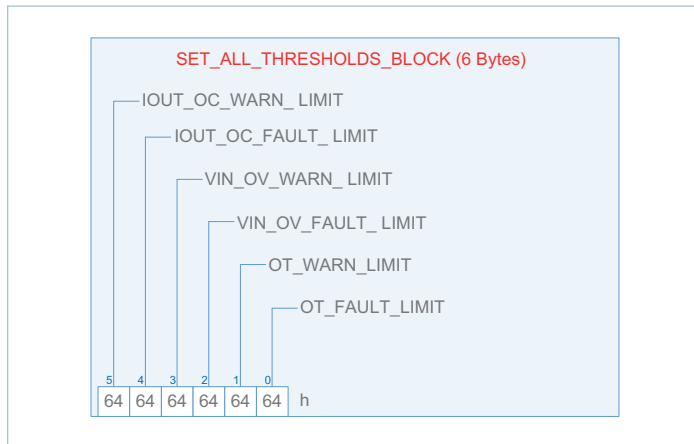 SET_ALL_THRESHOLDS_BLOCK (6 Bytes)
IOUT_OC_WARN_ LIMIT
IOUT_OC_FAULT_ LIMIT
VIN_OV_WARN_ LIMIT
VIN_OV_FAULT_ LIMIT
OT_WARN_LIMIT
OT_FAULT_LIMIT
5 4 3 2 1 0
64 64 64 64 64 64 h